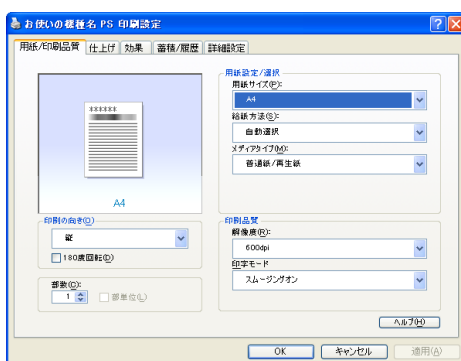 お使いの機種名 PS 印刷設定
用紙/印刷品質 仕上げ 効果 蓄積/履歴 詳細設定
******
A4
印刷の向き(O)
縦
180度回転(D)
部数(C):
1
部単位(L)
用紙設定/選択
用紙サイズ(P):
A4
給紙方法(S):
自動選択
メディアタイプ(M):
普通紙/再生紙
印刷品質
解像度(R):
600dpi
印字モード
スムージングオン
ヘルプ(H)
OK キャンセル 適用(A)